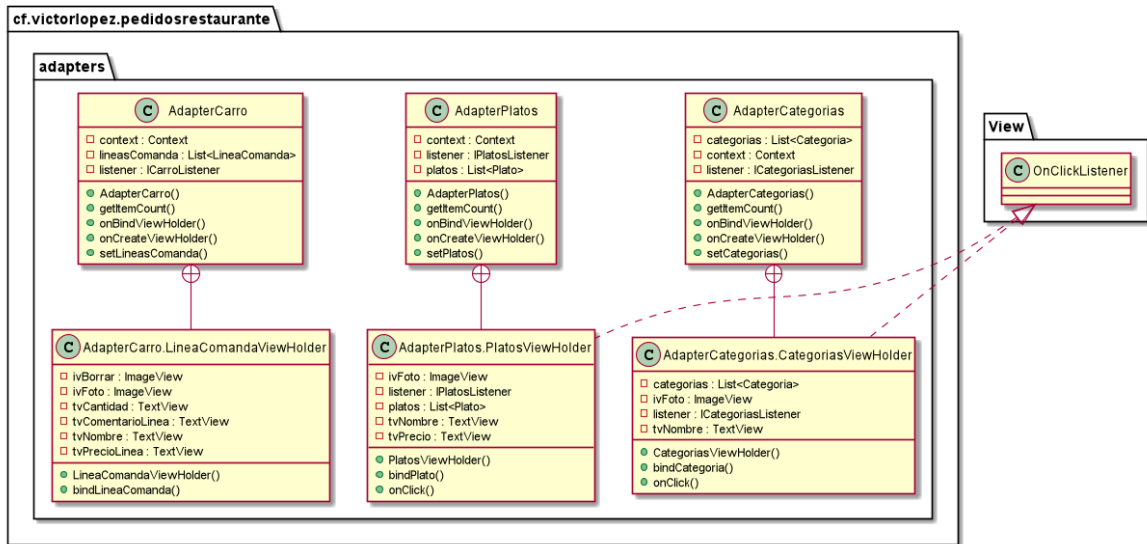 cf.victorlopez.pedidosrestaurante
adapters
C AdapterCarro
context : Context
lineasComanda : List<LineaComanda>
listener : ICarroListener
AdapterCarro()
getItemCount()
onBindViewHolder()
onCreateViewHolder()
setLineasComanda()
C AdapterPlatos
context : Context
listener : IPlatosListener
platos : List<Plato>
AdapterPlatos()
getItemCount()
onBindViewHolder()
onCreateViewHolder()
setPlatos()
C AdapterCategorias
categorias : List<Categoria>
context : Context
listener : ICategoriasListener
AdapterCategorias()
getItemCount()
onBindViewHolder()
onCreateViewHolder()
setCategorias()
View
C OnClickListener
C AdapterCarro.LineaComandaViewHolder
ivBorrar : ImageView
ivFoto : ImageView
tvCantidad : TextView
tvComentarioLinea : TextView
tvNombre : TextView
tvPrecioLinea : TextView
LineaComandaViewHolder()
bindLineaComanda()
C AdapterPlatos.PlatosViewHolder
ivFoto : ImageView
listener : IPlatosListener
platos : List<Plato>
tvNombre : TextView
tvPrecio : TextView
PlatosViewHolder()
bindPlato()
onClick()
C AdapterCategorias.CategoriasViewHolder
categorias : List<Categoria>
ivFoto : ImageView
listener : ICategoriasListener
tvNombre : TextView
CategoriasViewHolder()
bindCategoria()
onClick()